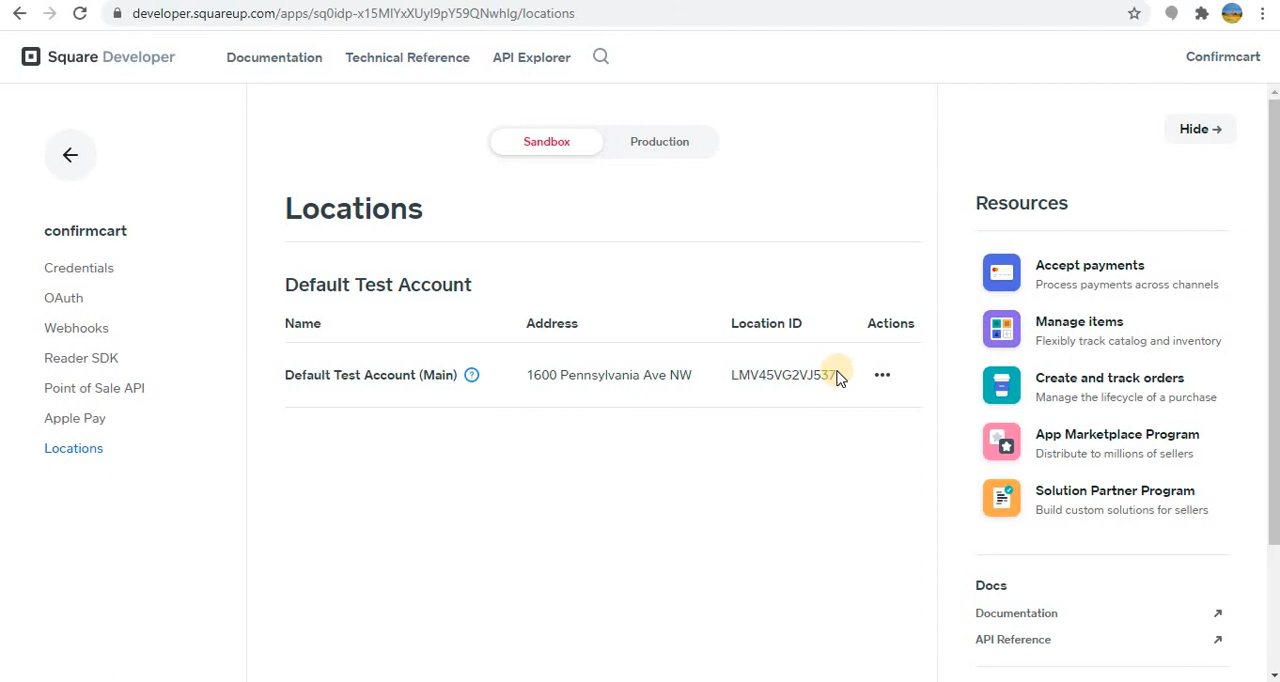 developer.squareup.com/apps/sq0idp-x15MIYxXUyI9pY59QNwhlg/locations
Square Developer
Documentation
Technical Reference
API Explorer
Confirmcart
Sandbox
Production
Hide →
Locations
confirmcart
Credentials
OAuth
Webhooks
Reader SDK
Point of Sale API
Apple Pay
Locations
Default Test Account
Name
Address
Location ID
Actions
Default Test Account (Main) ?
1600 Pennsylvania Ave NW
LMV45VG2VJ537
•••
Resources
Accept payments
Process payments across channels
Manage items
Flexibly track catalog and inventory
Create and track orders
Manage the lifecycle of a purchase
App Marketplace Program
Distribute to millions of sellers
Solution Partner Program
Build custom solutions for sellers
Docs
Documentation
API Reference